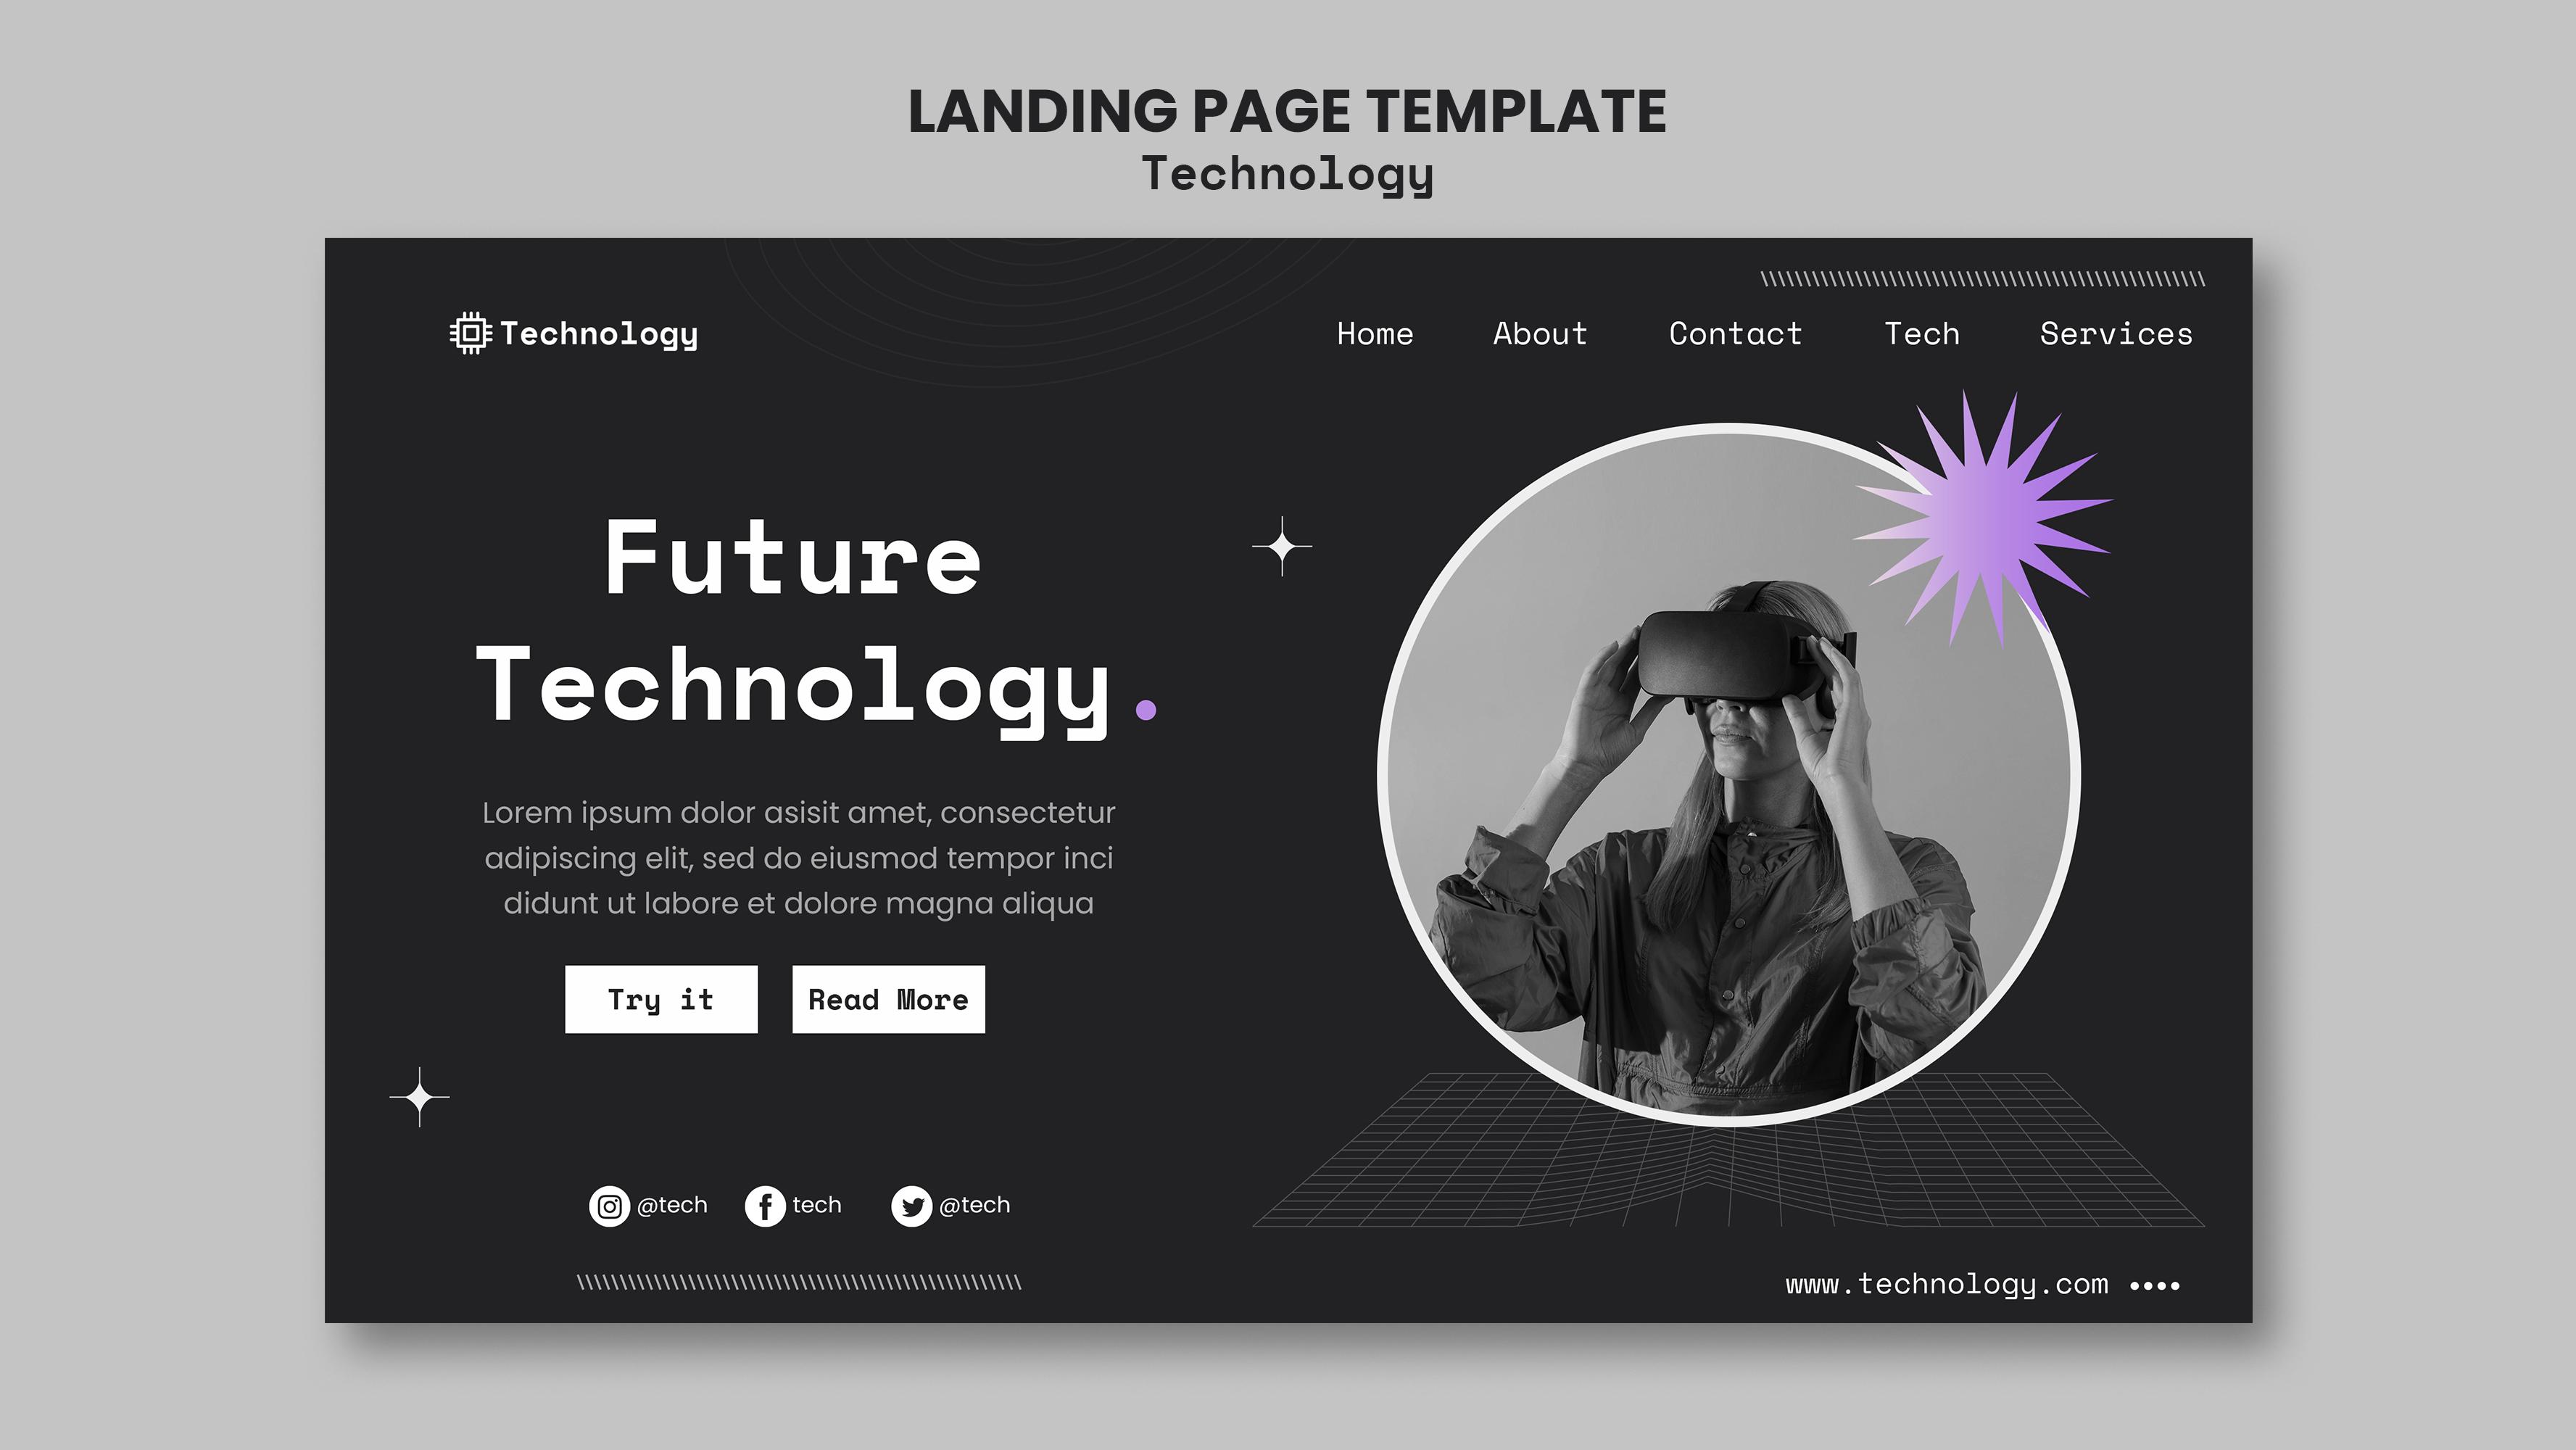 LANDING PAGE TEMPLATE
Technology
Technology
Home About Contact Tech Services
Future
Technology.
Lorem ipsum dolor asisit amet, consectetur
adipiscing elit, sed do eiusmod tempor inci
didunt ut labore et dolore magna aliqua
Try it Read More
@tech tech @tech
www.technology.com